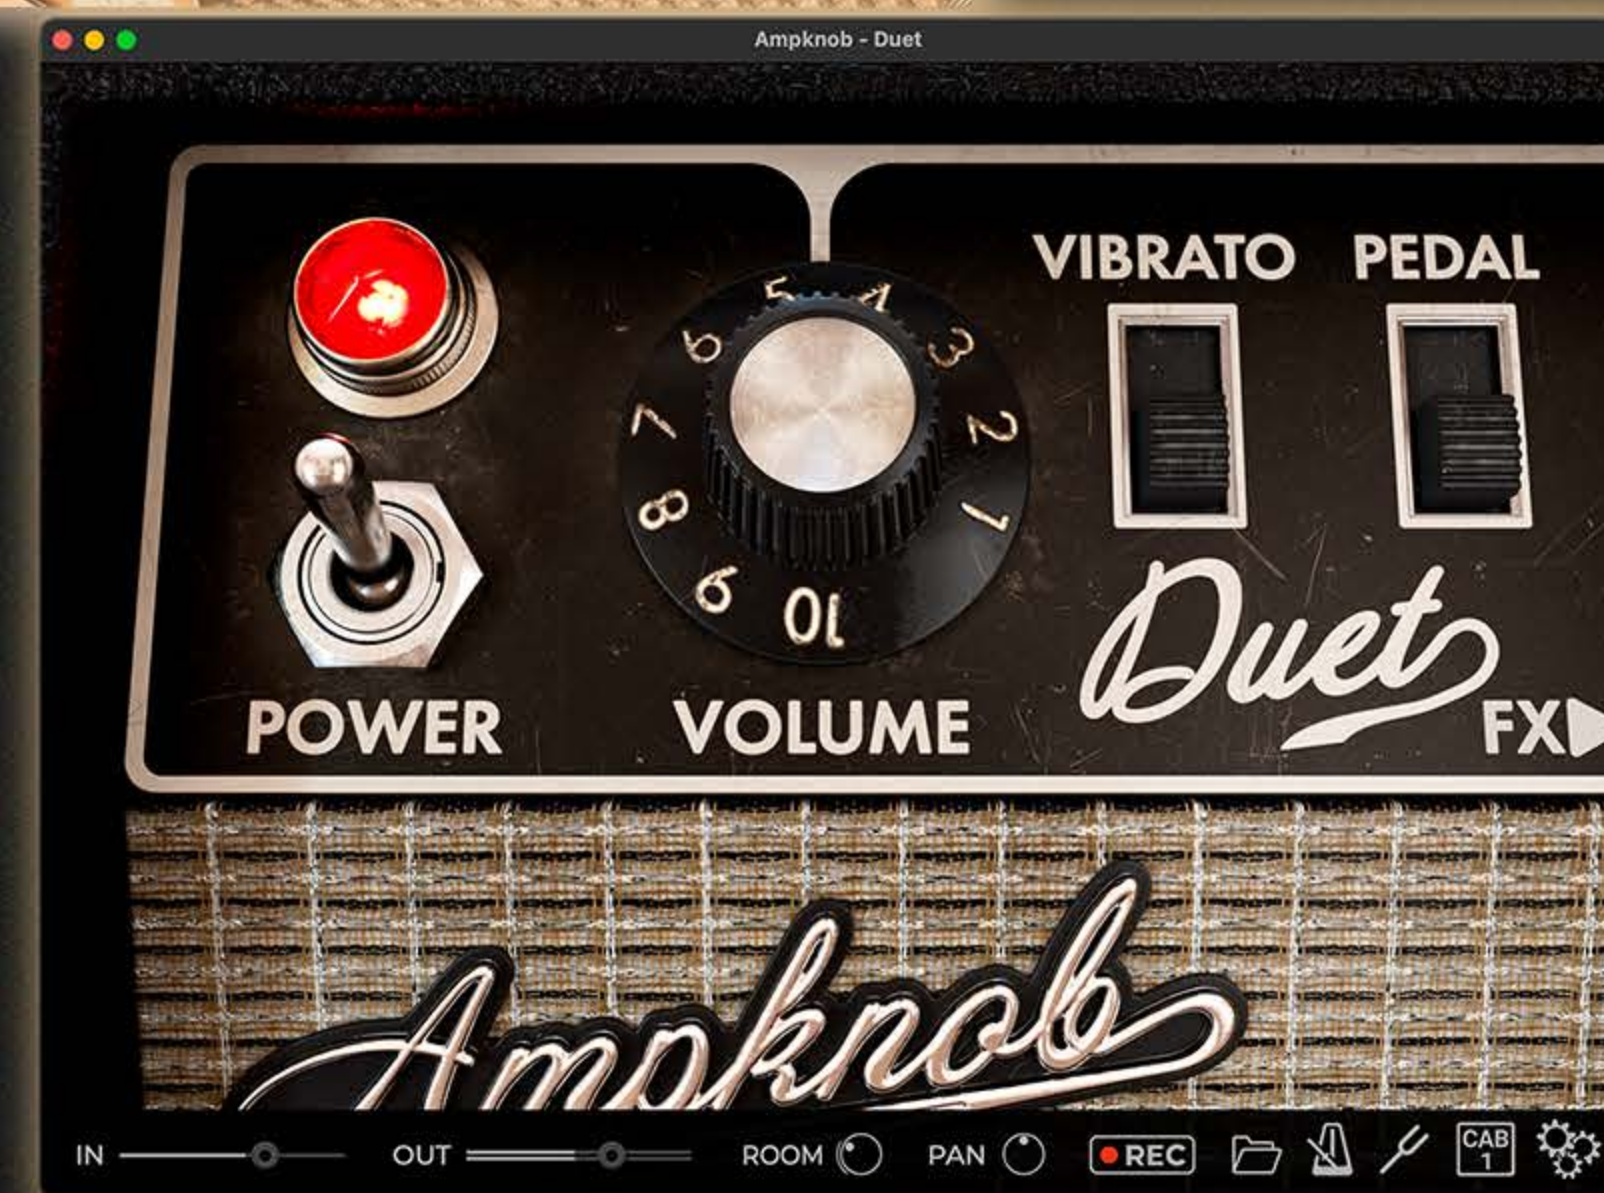 Ampknob - Duet
VIBRATO PEDAL
5 4
6 3
7 2
8 1
9
10
Duet
FX
POWER VOLUME
Ampknob
IN OUT ROOM PAN REC CAB
1